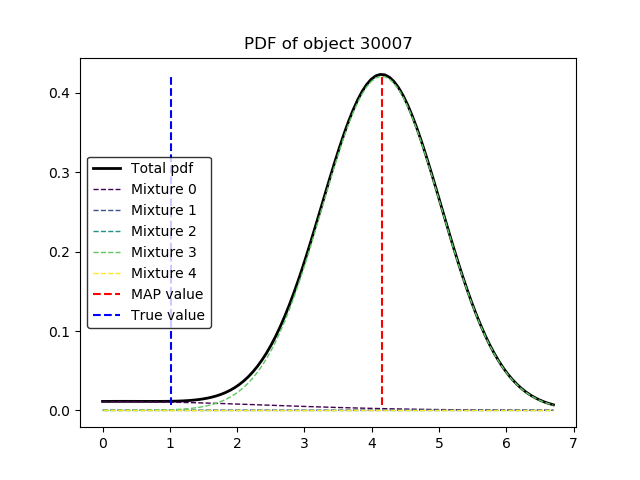 PDF of object 30007
0.4
0.3
0.2
0.1
0.0
Total pdf
Mixture 0
Mixture 1
Mixture 2
Mixture 3
Mixture 4
MAP value
True value
0 1 2 3 4 5 6 7